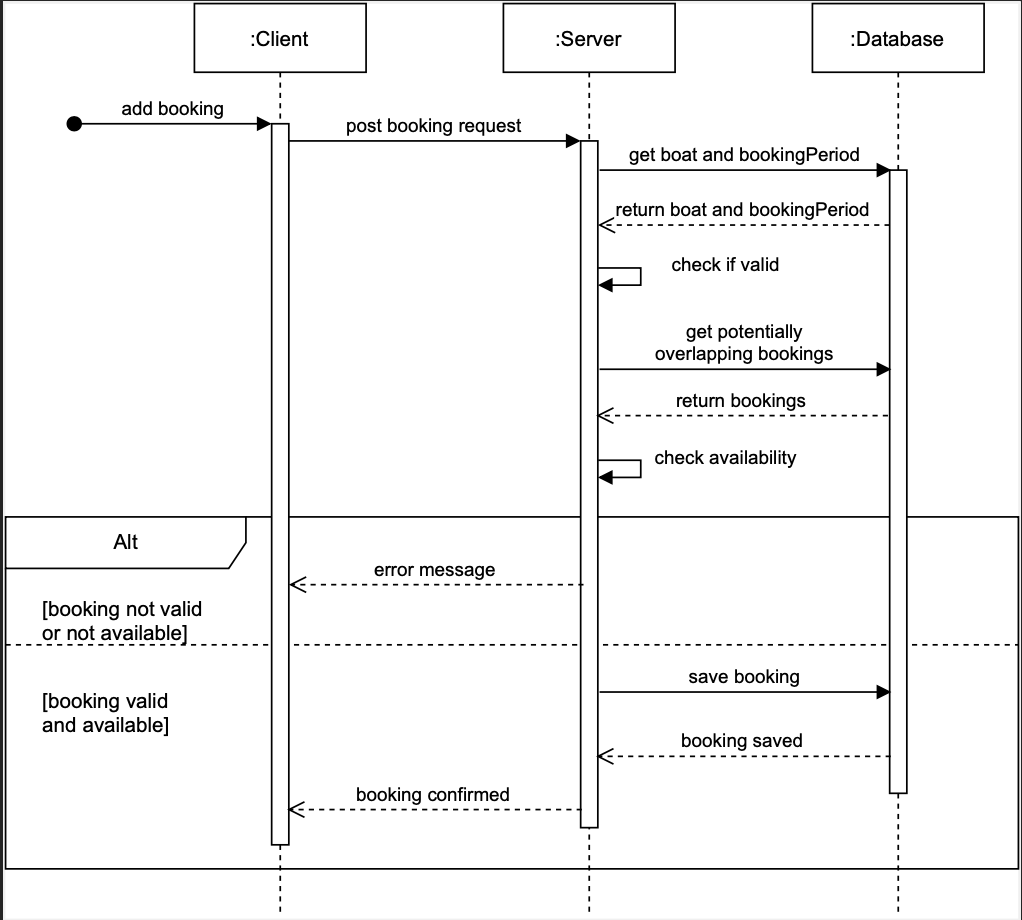 :Client
:Server
:Database
add booking
post booking request
get boat and bookingPeriod
return boat and bookingPeriod
check if valid
get potentially
overlapping bookings
return bookings
check availability
Alt
error message
[booking not valid
or not available]
save booking
[booking valid
and available]
booking saved
booking confirmed